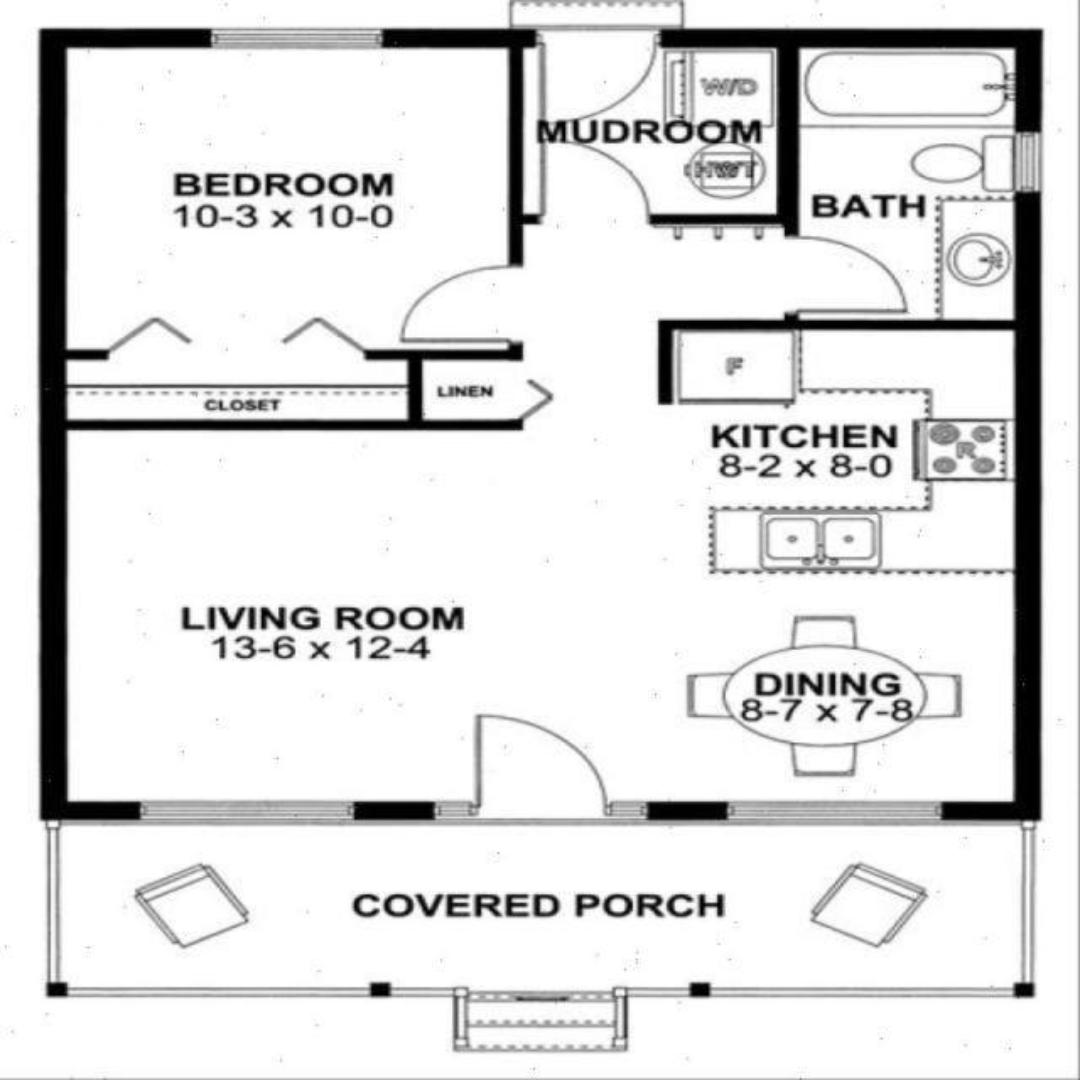 W/D
MUDROOM
HWT
BEDROOM
10-3 x 10-0
BATH
F
LINEN
CLOSET
KITCHEN
8-2 x 8-0
R
LIVING ROOM
13-6 x 12-4
DINING
8-7 x 7-8
COVERED PORCH